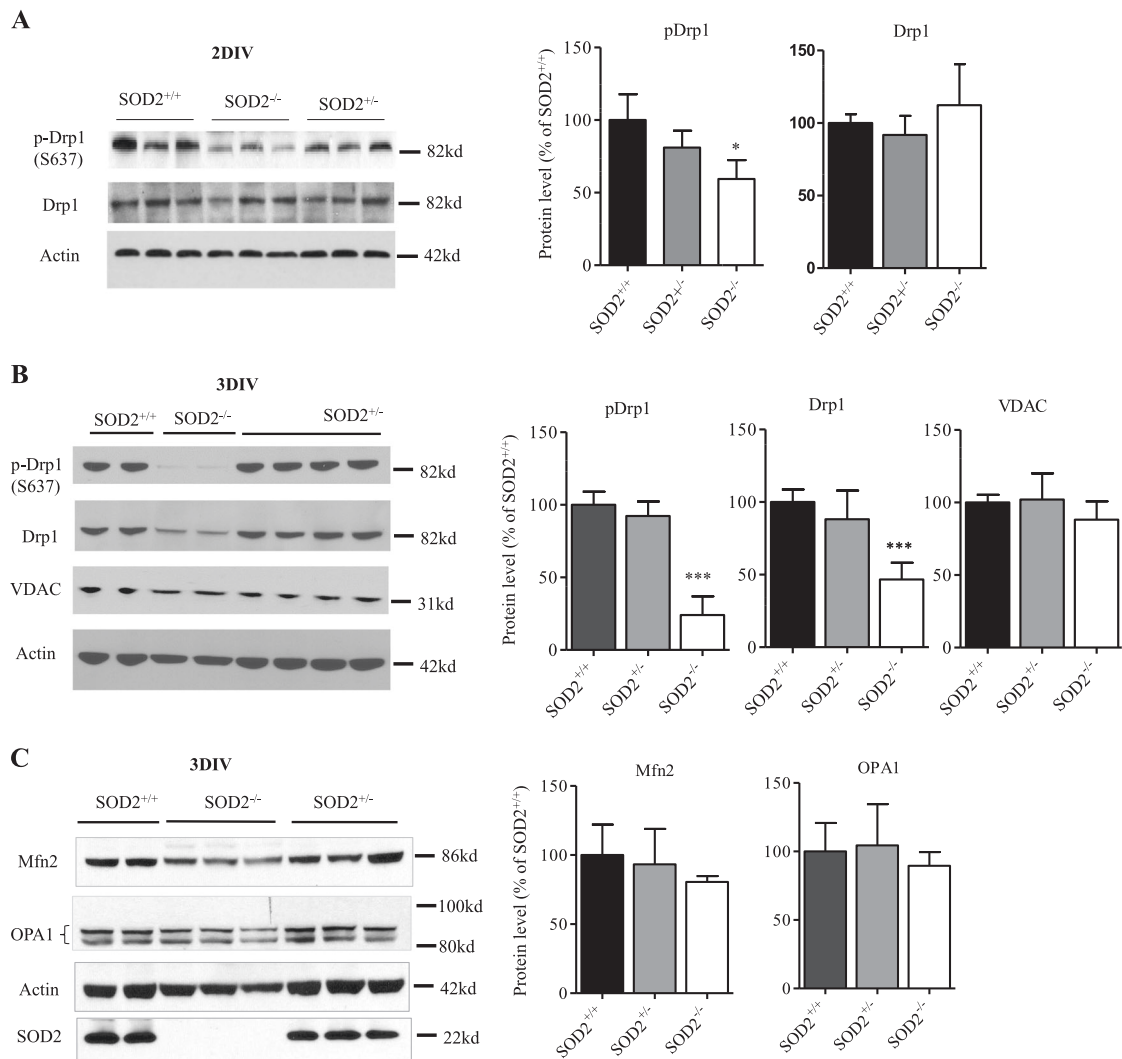 A
2DIV
SOD2+/+ SOD2-/- SOD2+/-
p-Drp1
(S637)
82kd
Drp1
82kd
Actin
42kd
pDrp1
Protein level (% of SOD2+/+)
150
100
50
0
*
SOD2+/+ SOD2+/- SOD2-/-
Drp1
150
100
50
0
SOD2+/+ SOD2+/- SOD2-/-
B
3DIV
SOD2+/+ SOD2-/- SOD2+/-
p-Drp1
(S637)
82kd
Drp1
82kd
VDAC
31kd
Actin
42kd
pDrp1
Protein level (% of SOD2+/+)
150
100
50
0
***
SOD2+/+ SOD2+/- SOD2-/-
Drp1
150
100
50
0
***
SOD2+/+ SOD2+/- SOD2-/-
VDAC
150
100
50
0
SOD2+/+ SOD2+/- SOD2-/-
C
3DIV
SOD2+/+ SOD2-/- SOD2+/-
Mfn2
86kd
100kd
OPA1
80kd
Actin
42kd
SOD2
22kd
Mfn2
Protein level (% of SOD2+/+)
150
100
50
0
SOD2+/+ SOD2+/- SOD2-/-
OPA1
150
100
50
0
SOD2+/+ SOD2+/- SOD2-/-